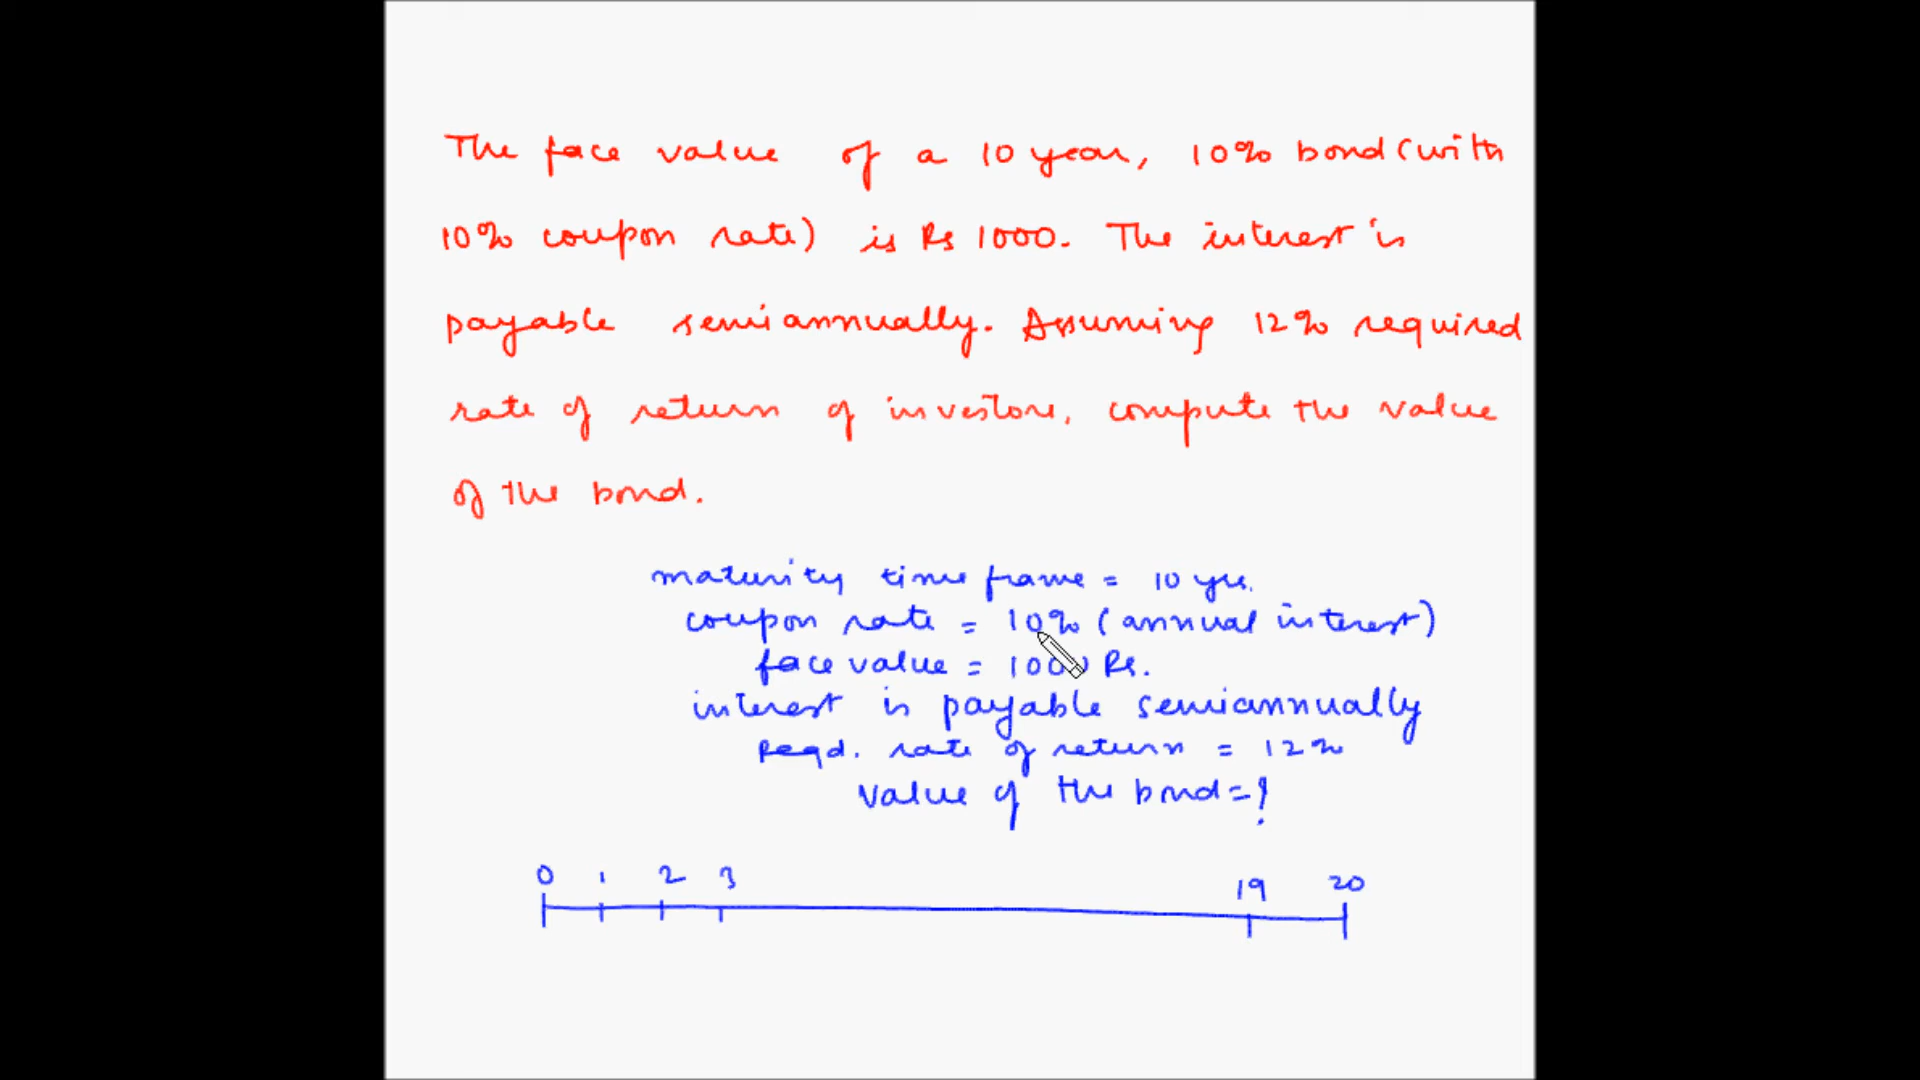 The face value of a 10 year, 10% bond (with
10% coupon rate) is Rs 1000. The interest is
payable semiannually. Assuming 12% required
rate of return of investors, compute the value
of the bond.
maturity time frame = 10 yrs.
coupon rate = 10% (annual interest)
face value = 1000 Rs.
interest is payable semiannually
Reqd. rate of return = 12%
value of the bond = ?
0 1 2 3 19 20